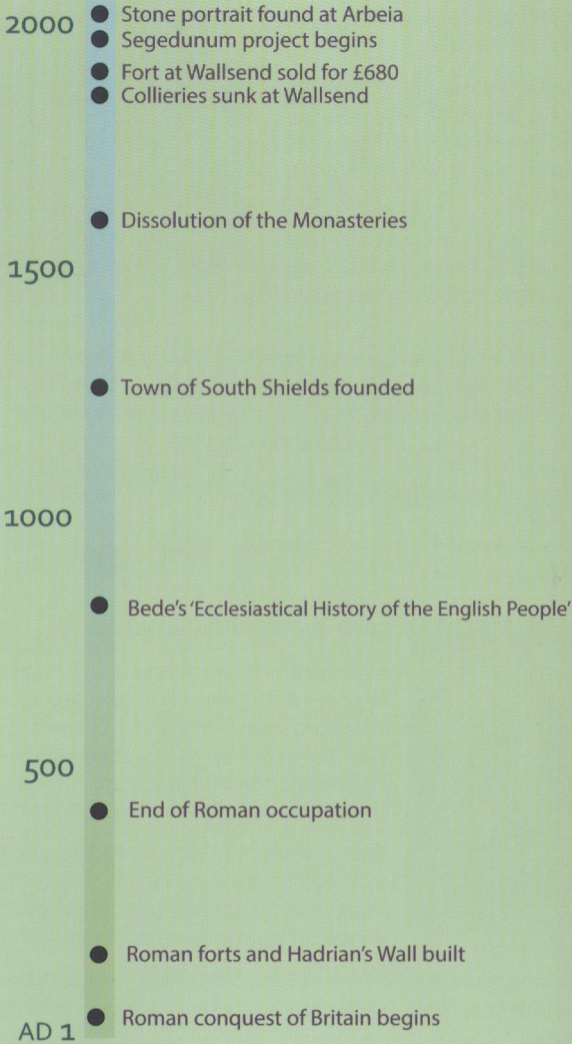 2000
Stone portrait found at Arbeia
Segedunum project begins
Fort at Wallsend sold for £680
Collieries sunk at Wallsend
Dissolution of the Monasteries
1500
Town of South Shields founded
1000
Bede's 'Ecclesiastical History of the English People'
500
End of Roman occupation
Roman forts and Hadrian's Wall built
Roman conquest of Britain begins
AD 1